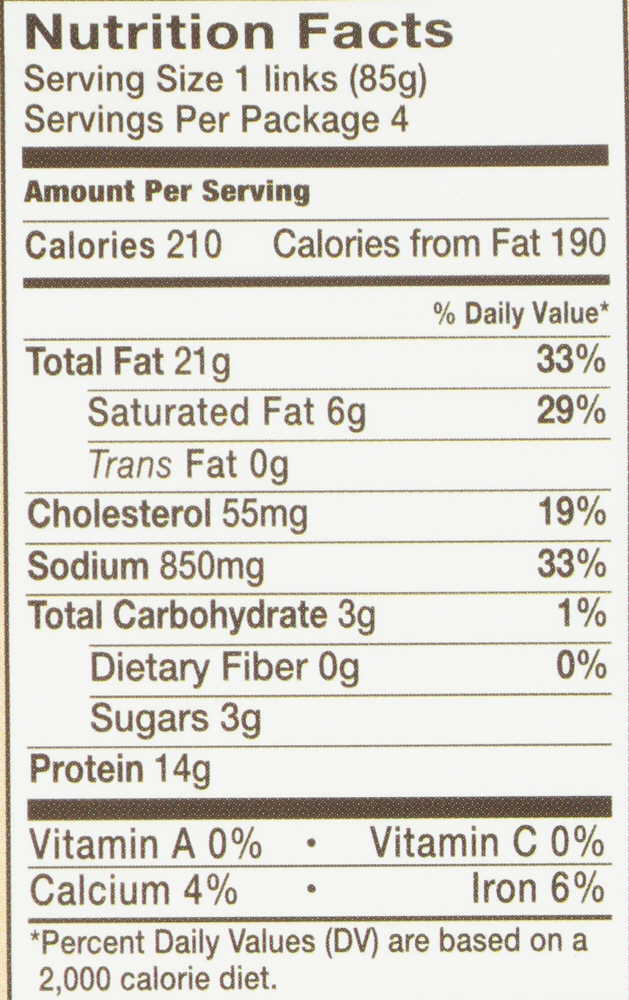 Nutrition Facts
Serving Size 1 links (85g)
Servings Per Package 4
Amount Per Serving
Calories 210 Calories from Fat 190
% Daily Value*
Total Fat 21g 33%
Saturated Fat 6g 29%
Trans Fat 0g
Cholesterol 55mg 19%
Sodium 850mg 33%
Total Carbohydrate 3g 1%
Dietary Fiber 0g 0%
Sugars 3g
Protein 14g
Vitamin A 0% • Vitamin C 0%
Calcium 4% • Iron 6%
*Percent Daily Values (DV) are based on a
2,000 calorie diet.